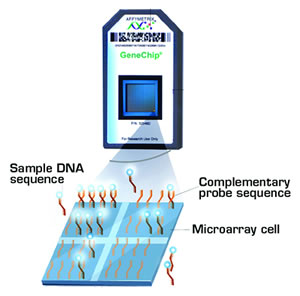 AFFYMETRIX
GeneChip®
For Research Use Only
Sample DNA
sequence
Complementary
probe sequence
Microarray cell